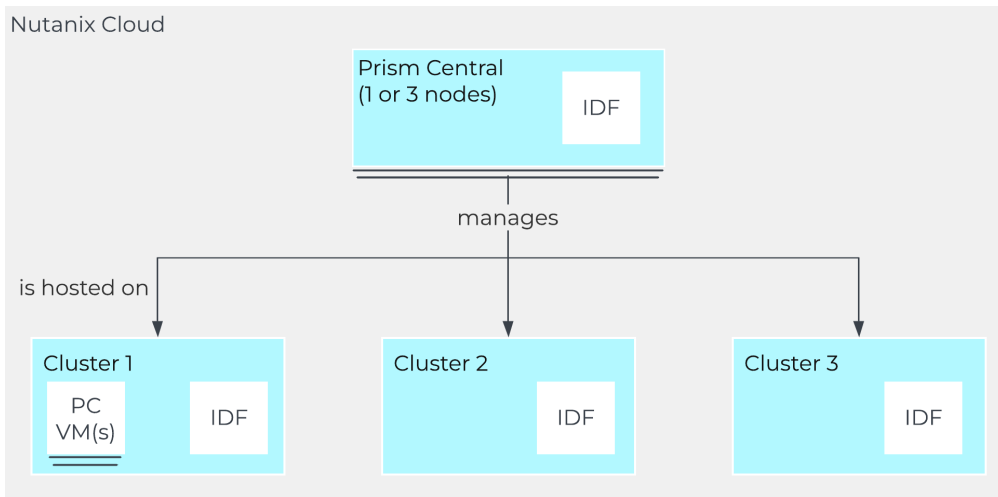 Nutanix Cloud
Prism Central
(1 or 3 nodes)
IDF
manages
is hosted on
Cluster 1
PC
VM(s)
IDF
Cluster 2
IDF
Cluster 3
IDF